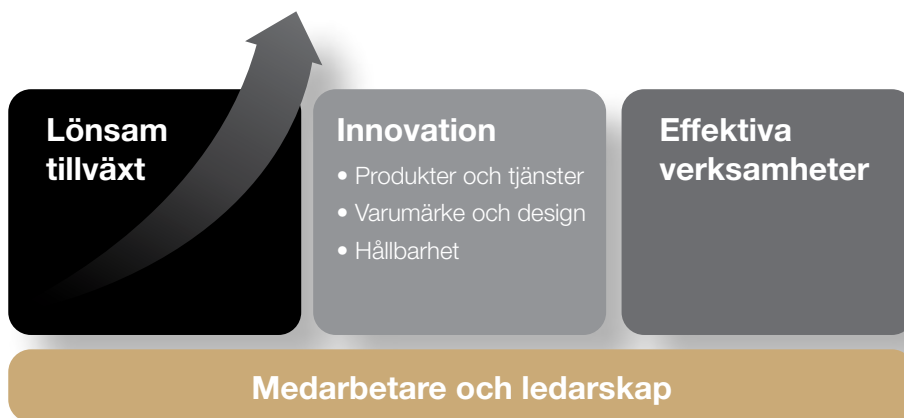 Lönsam
tillväxt
Innovation
• Produkter och tjänster
• Varumärke och design
• Hållbarhet
Effektiva
verksamheter
Medarbetare och ledarskap